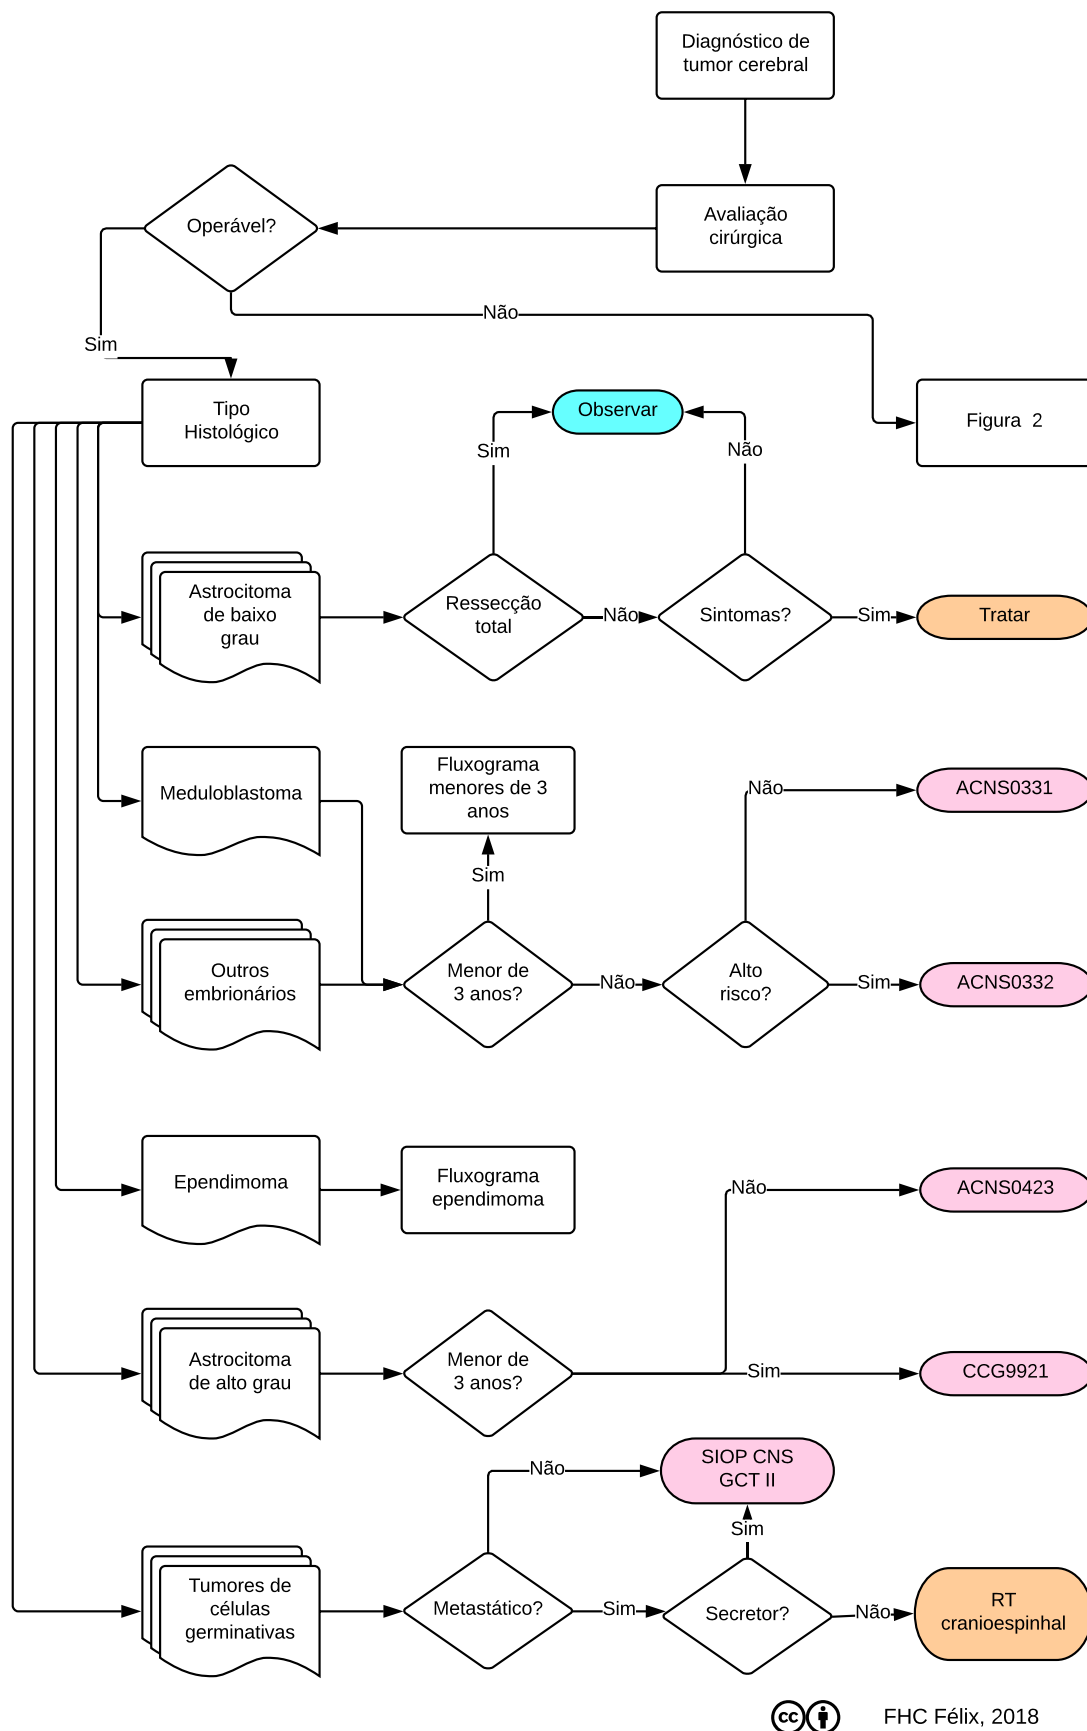 Diagnóstico de
tumor cerebral
Avaliação
cirúrgica
Operável?
Não
Sim
Tipo
Histológico
Observar
Figura 2
Sim
Não
Astrocitoma
de baixo
grau
Ressecção
total
Não
Sintomas?
Sim
Tratar
Meduloblastoma
Fluxograma
menores de 3
anos
Não
ACNS0331
Sim
Outros
embrionários
Menor de
3 anos?
Não
Alto
risco?
Sim
ACNS0332
Ependimoma
Fluxograma
ependimoma
Não
ACNS0423
Astrocitoma
de alto grau
Menor de
3 anos?
Sim
CCG9921
Não
SIOP CNS
GCT II
Sim
Tumores de
células
germinativas
Metastático?
Sim
Secretor?
Não
RT
cranioespinhal
cc
FHC Félix, 2018